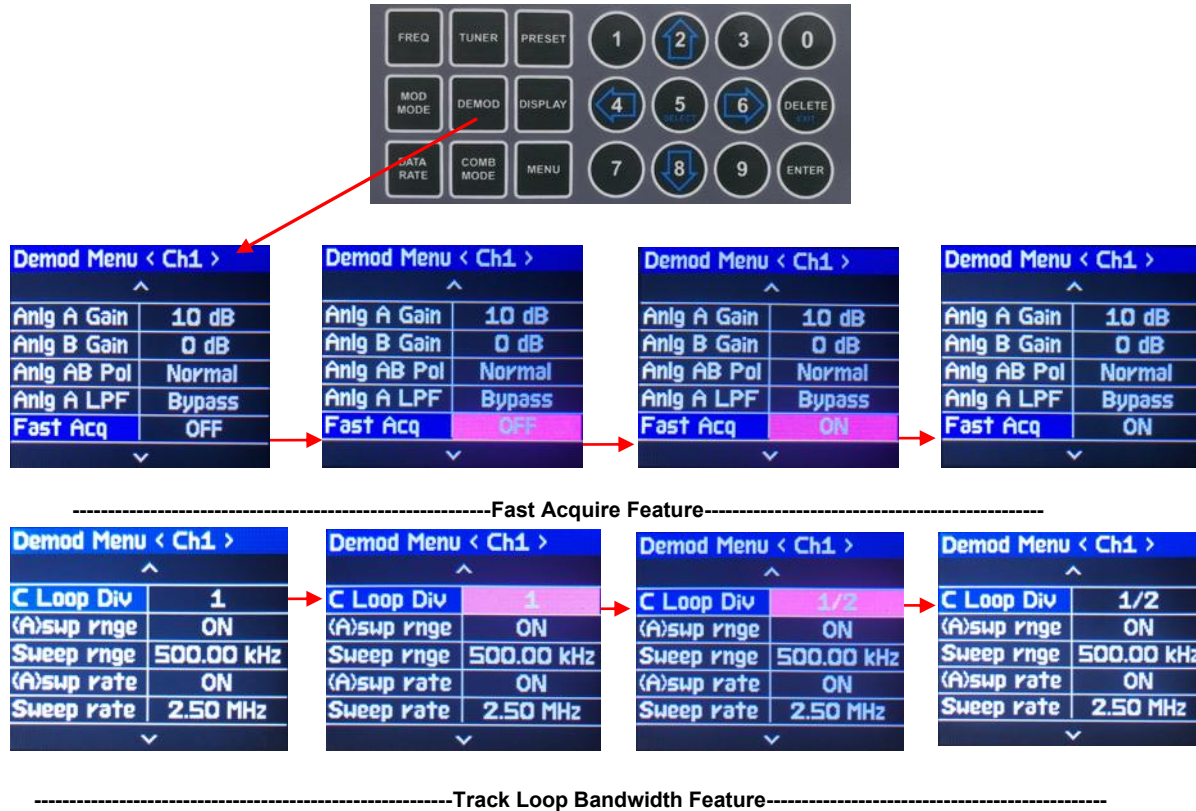 FREQ TUNER PRESET 1 2 3 0
MOD MODE DEMOD DISPLAY 4 5 SELECT 6 DELETE EXIT
DATA RATE COMB MODE MENU 7 8 9 ENTER
Demod Menu < Ch1 >
Anlg A Gain 10 dB
Anlg B Gain 0 dB
Anlg AB Pol Normal
Anlg A LPF Bypass
Fast Acq OFF
Demod Menu < Ch1 >
Anlg A Gain 10 dB
Anlg B Gain 0 dB
Anlg AB Pol Normal
Anlg A LPF Bypass
Fast Acq OFF
Demod Menu < Ch1 >
Anlg A Gain 10 dB
Anlg B Gain 0 dB
Anlg AB Pol Normal
Anlg A LPF Bypass
Fast Acq ON
Demod Menu < Ch1 >
Anlg A Gain 10 dB
Anlg B Gain 0 dB
Anlg AB Pol Normal
Anlg A LPF Bypass
Fast Acq ON
-----------------------------------------------------------Fast Acquire Feature------------------------------------------------
Demod Menu < Ch1 >
C Loop Div 1
(A)swp rnge ON
Sweep rnge 500.00 kHz
(A)swp rate ON
Sweep rate 2.50 MHz
Demod Menu < Ch1 >
C Loop Div 1
(A)swp rnge ON
Sweep rnge 500.00 kHz
(A)swp rate ON
Sweep rate 2.50 MHz
Demod Menu < Ch1 >
C Loop Div 1/2
(A)swp rnge ON
Sweep rnge 500.00 kHz
(A)swp rate ON
Sweep rate 2.50 MHz
Demod Menu < Ch1 >
C Loop Div 1/2
(A)swp rnge ON
Sweep rnge 500.00 kHz
(A)swp rate ON
Sweep rate 2.50 MHz
-----------------------------------------------------------Track Loop Bandwidth Feature------------------------------------------------